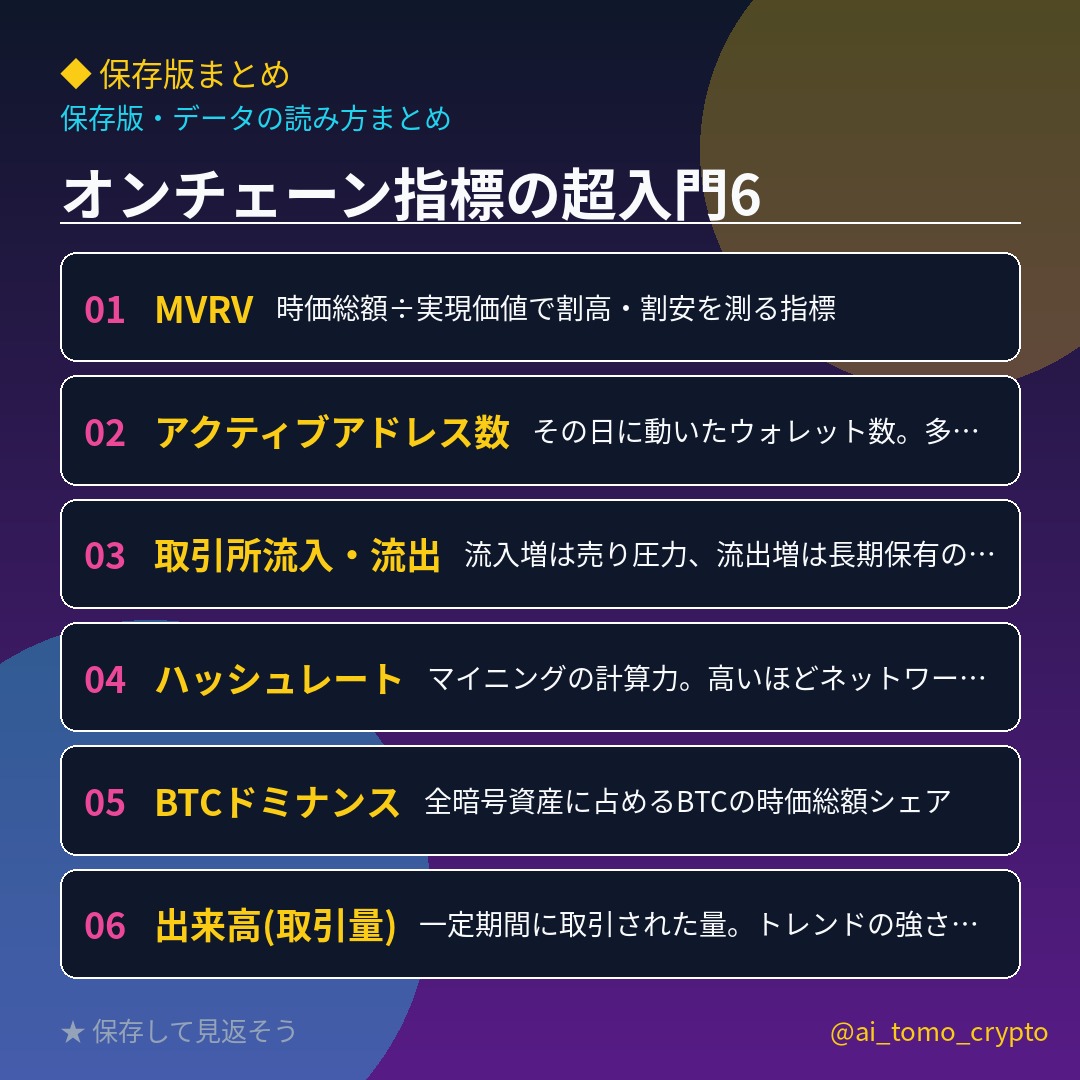 ◆ 保存版まとめ
保存版・データの読み方まとめ
オンチェーン指標の超入門6
01 MVRV 時価総額÷実現価値で割高・割安を測る指標
02 アクティブアドレス数 その日に動いたウォレット数。多…
03 取引所流入・流出 流入増は売り圧力、流出増は長期保有の…
04 ハッシュレート マイニングの計算力。高いほどネットワー…
05 BTCドミナンス 全暗号資産に占めるBTCの時価総額シェア
06 出来高(取引量) 一定期間に取引された量。トレンドの強さ…
★ 保存して見返そう
@ai_tomo_crypto